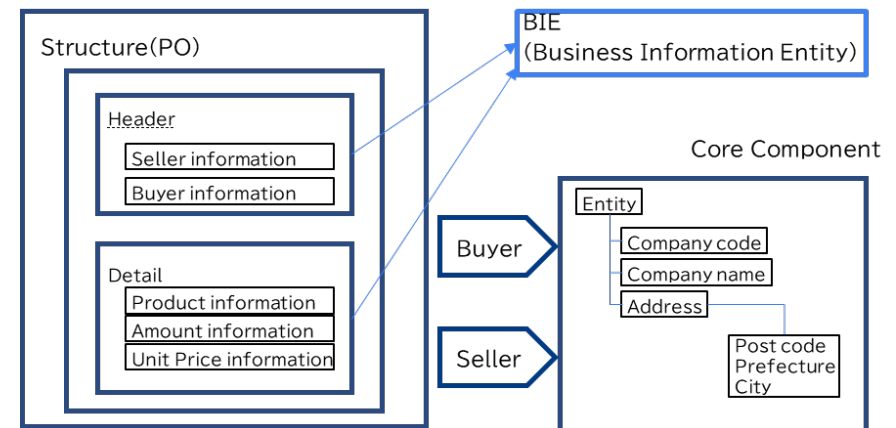 Structure(PO)
Header
Seller information
Buyer information
Detail
Product information
Amount information
Unit Price information
BIE
(Business Information Entity)
Buyer
Seller
Core Component
Entity
Company code
Company name
Address
Post code
Prefecture
City